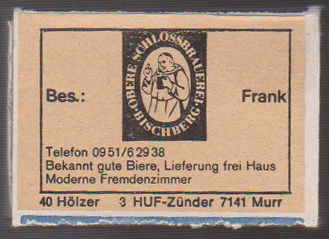 OBERE SCHLOSSBRAUEREI
BISCHBERG
Bes.: Frank
Telefon 0951/62938
Bekannt gute Biere, Lieferung frei Haus
Moderne Fremdenzimmer
40 Hölzer 3 HUF-Zünder 7141 Murr